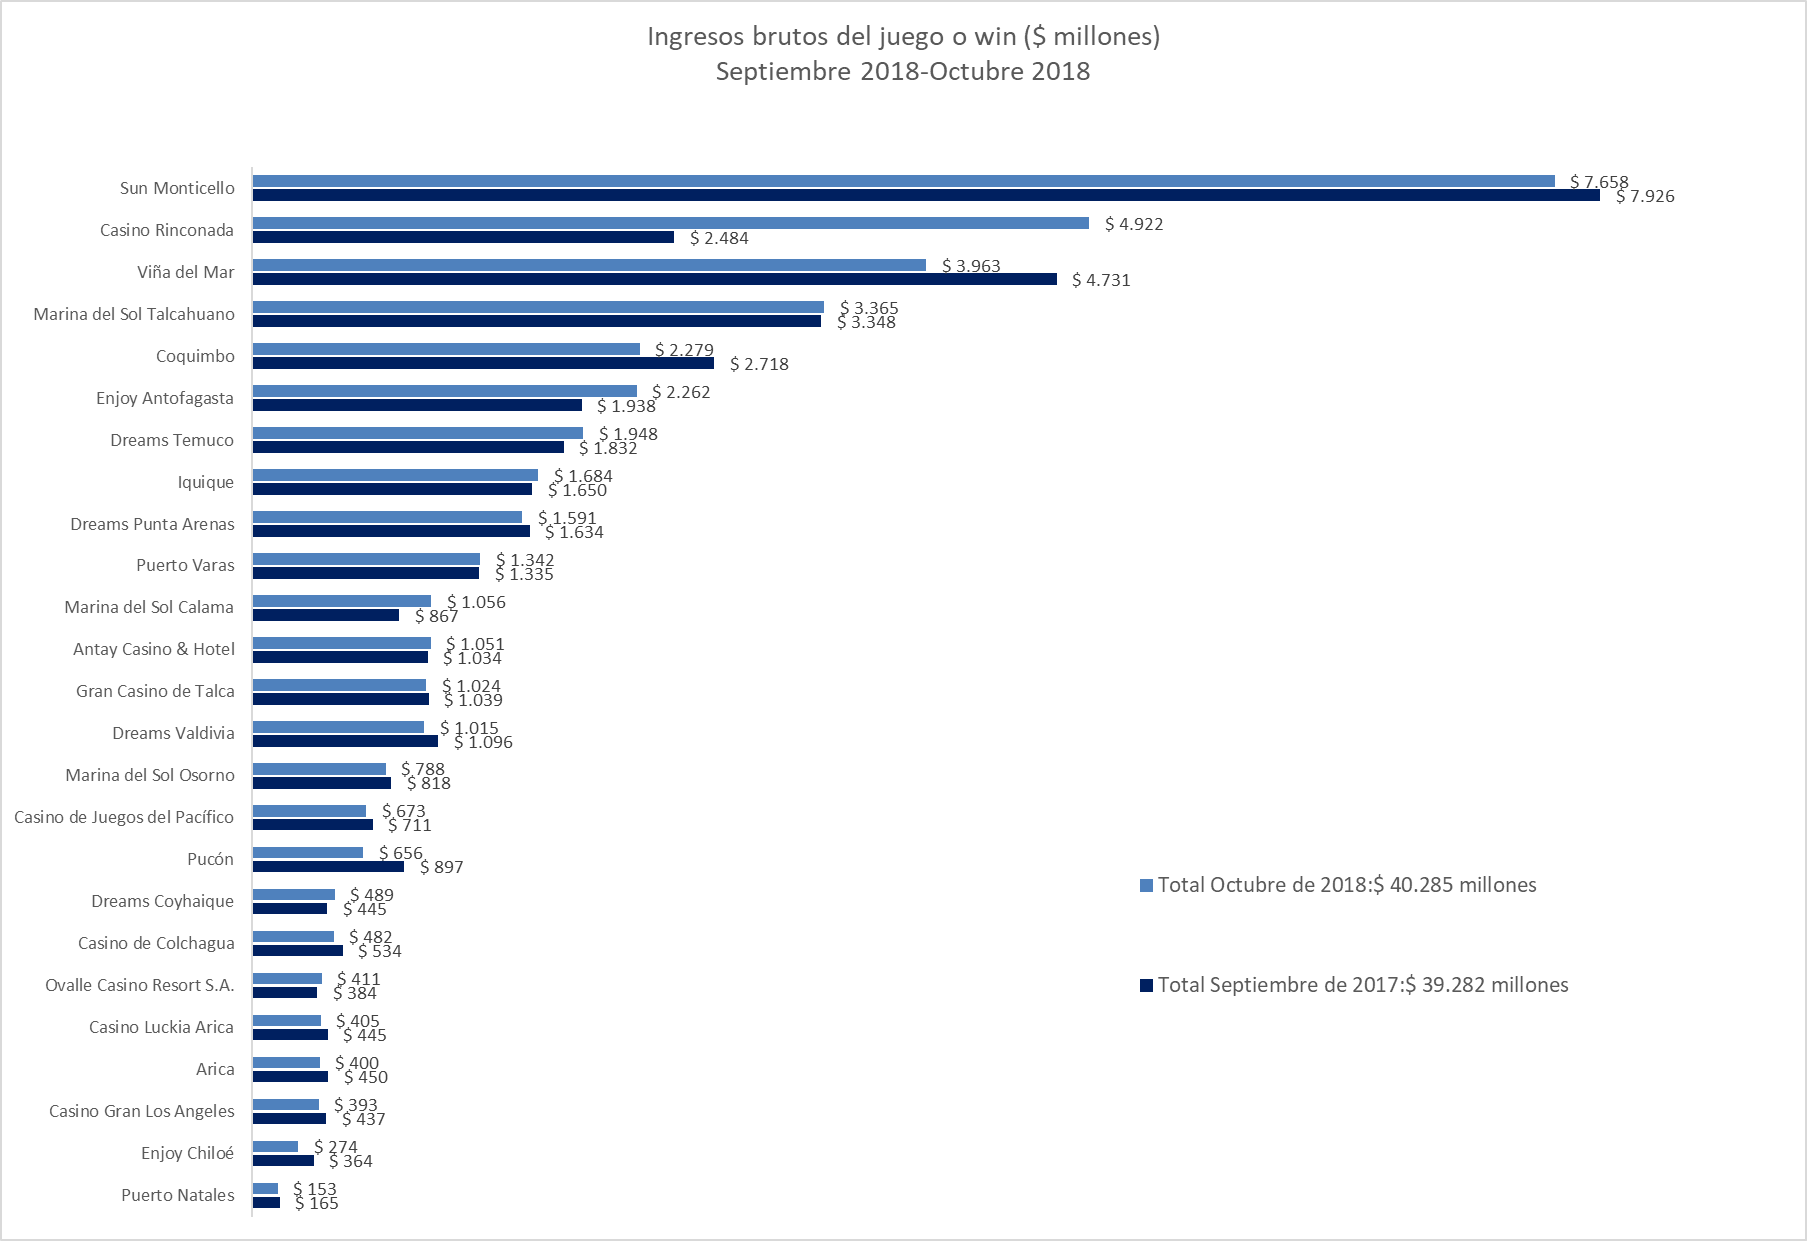 Ingresos brutos del juego o win ($ millones)
Septiembre 2018-Octubre 2018
Sun Monticello
$ 7.658
$ 7.926
Casino Rinconada
$ 4.922
$ 2.484
Viña del Mar
$ 3.963
$ 4.731
Marina del Sol Talcahuano
$ 3.365
$ 3.348
Coquimbo
$ 2.279
$ 2.718
Enjoy Antofagasta
$ 2.262
$ 1.938
Dreams Temuco
$ 1.948
$ 1.832
Iquique
$ 1.684
$ 1.650
Dreams Punta Arenas
$ 1.591
$ 1.634
Puerto Varas
$ 1.342
$ 1.335
Marina del Sol Calama
$ 1.056
$ 867
Antay Casino & Hotel
$ 1.051
$ 1.034
Gran Casino de Talca
$ 1.024
$ 1.039
Dreams Valdivia
$ 1.015
$ 1.096
Marina del Sol Osorno
$ 788
$ 818
Casino de Juegos del Pacífico
$ 673
$ 711
Pucón
$ 656
$ 897
Dreams Coyhaique
$ 489
$ 445
Casino de Colchagua
$ 482
$ 534
Ovalle Casino Resort S.A.
$ 411
$ 384
Casino Luckia Arica
$ 405
$ 445
Arica
$ 400
$ 450
Casino Gran Los Angeles
$ 393
$ 437
Enjoy Chiloé
$ 274
$ 364
Puerto Natales
$ 153
$ 165
Total Octubre de 2018:$ 40.285 millones
Total Septiembre de 2017:$ 39.282 millones